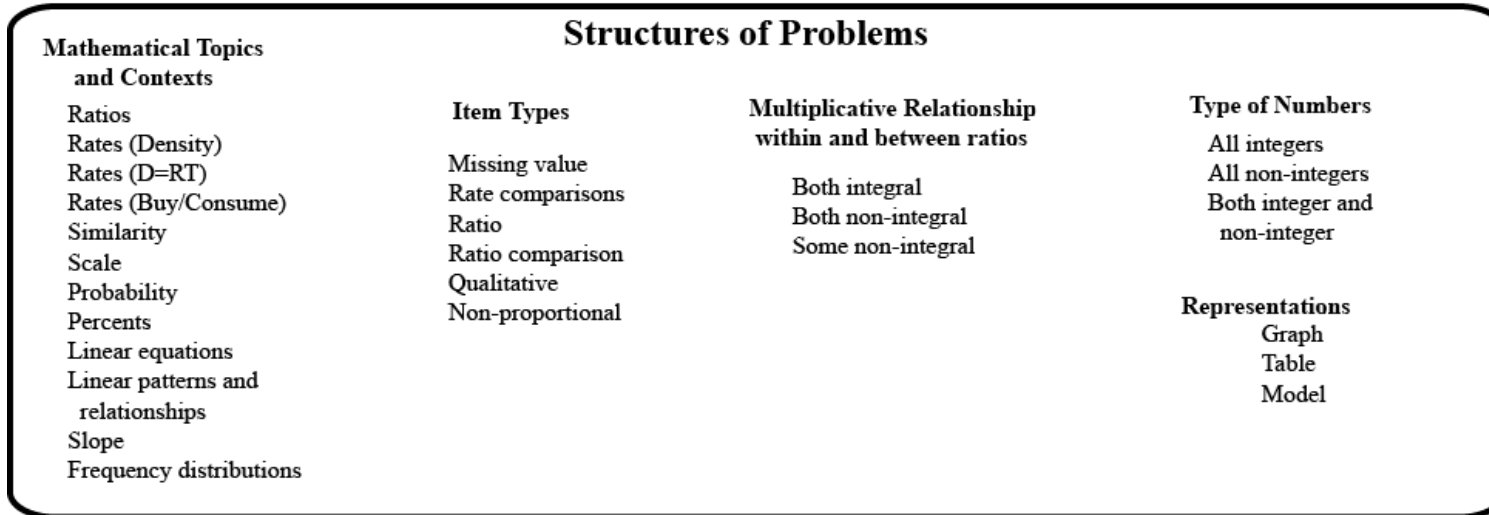 Structures of Problems
Mathematical Topics
and Contexts
Ratios
Rates (Density)
Rates (D=RT)
Rates (Buy/Consume)
Similarity
Scale
Probability
Percents
Linear equations
Linear patterns and
relationships
Slope
Frequency distributions
Item Types
Missing value
Rate comparisons
Ratio
Ratio comparison
Qualitative
Non-proportional
Multiplicative Relationship
within and between ratios
Both integral
Both non-integral
Some non-integral
Type of Numbers
All integers
All non-integers
Both integer and
non-integer
Representations
Graph
Table
Model